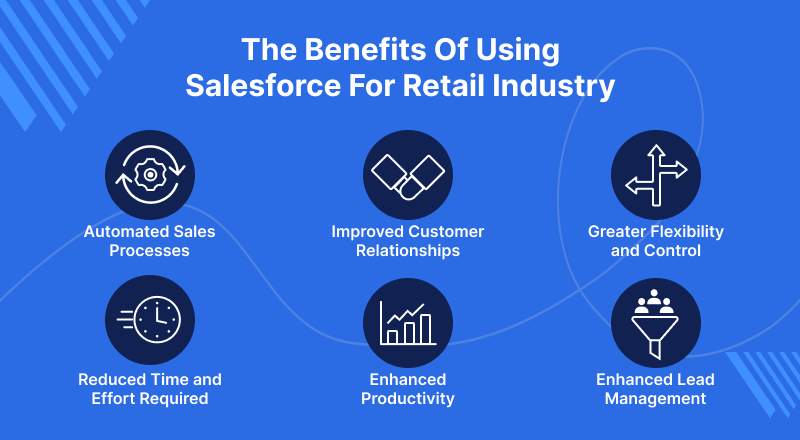 The Benefits Of Using
Salesforce For Retail Industry
Automated Sales
Processes
Improved Customer
Relationships
Greater Flexibility
and Control
Reduced Time and
Effort Required
Enhanced
Productivity
Enhanced Lead
Management